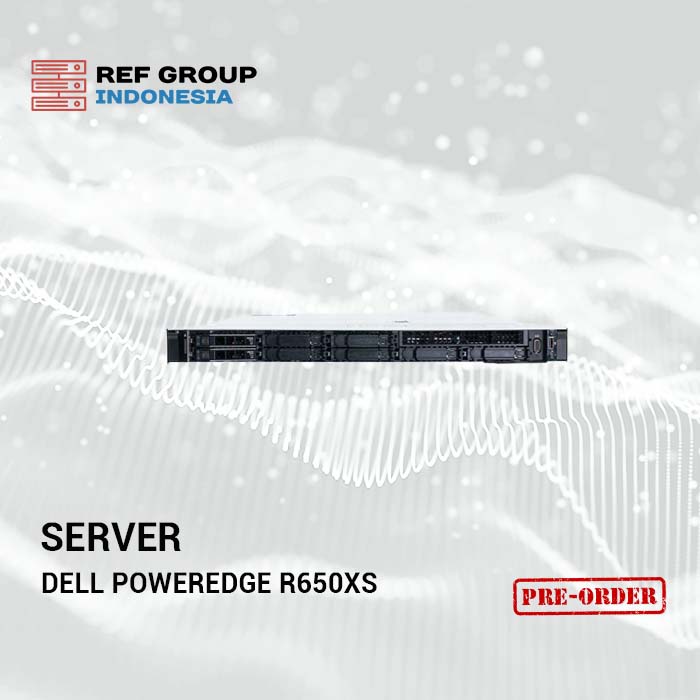 REF GROUP
INDONESIA
SERVER
DELL POWEREDGE R650XS
PRE-ORDER